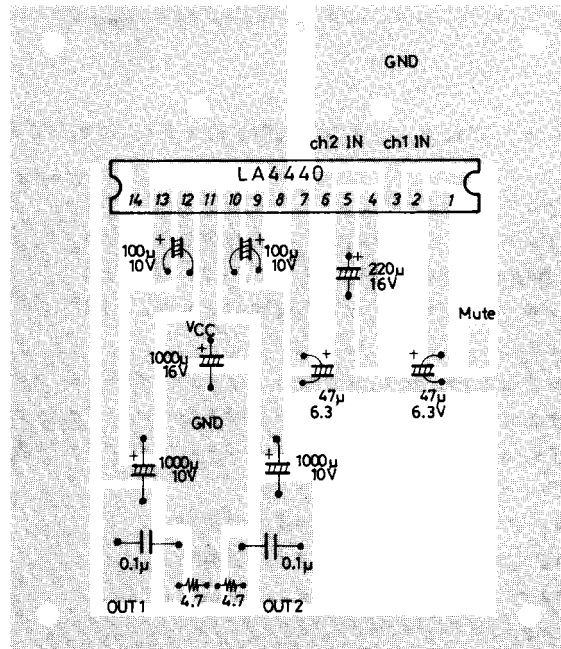 GND
ch2 IN ch1 IN
LA4440
14 13 12 11 10 9 8 7 6 5 4 3 2 1
+ 100µ 10V
+ 100µ 10V
+ 220µ 16V
Mute
VCC
+ 1000µ 16V
+ 47µ 6.3
+ 47µ 6.3V
GND
+ 1000µ 10V
+ 1000µ 10V
0.1µ
0.1µ
4.7 4.7
OUT1 OUT2